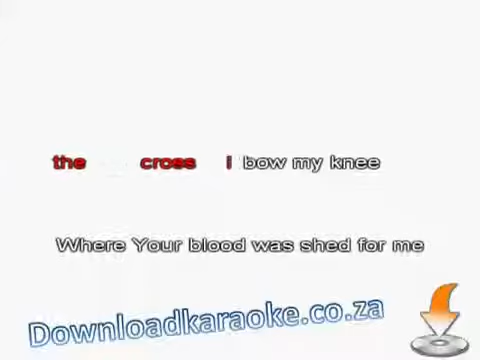 the cross I bow my knee
Where Your blood was shed for me
Downloadkaraoke.co.za